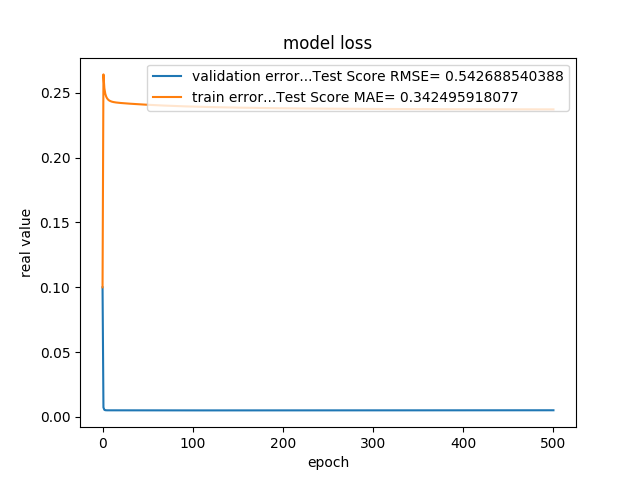 model loss
validation error...Test Score RMSE= 0.542688540388
train error...Test Score MAE= 0.342495918077
real value
0.25
0.20
0.15
0.10
0.05
0.00
0 100 200 300 400 500
epoch